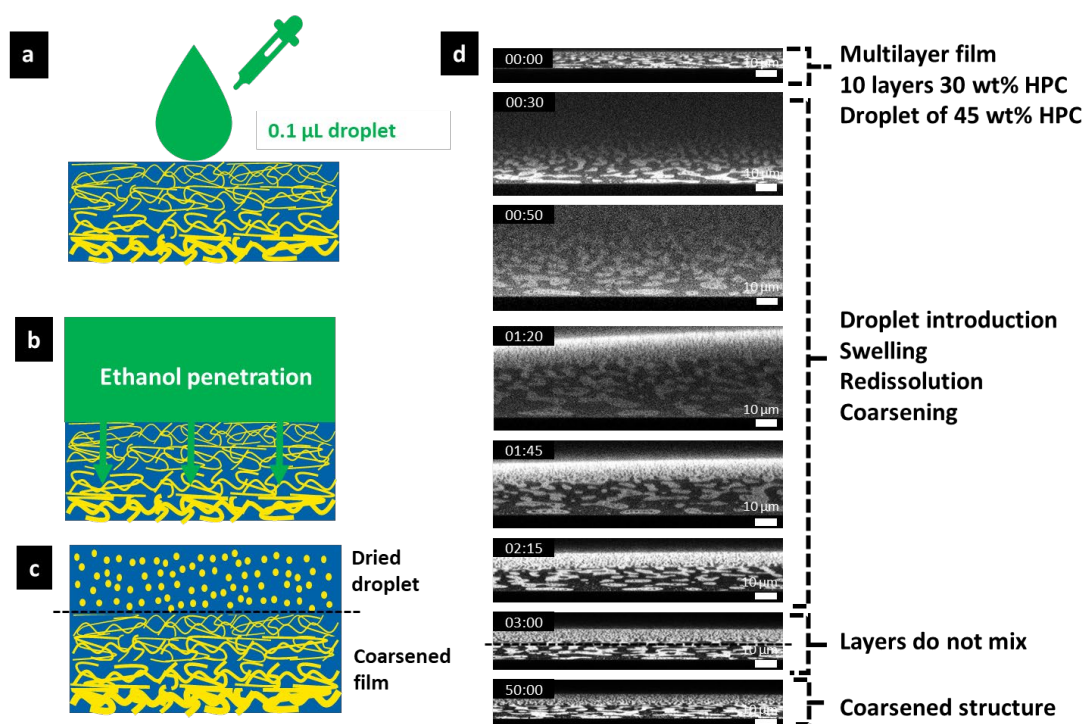 a
0.1 µL droplet
b
Ethanol penetration
c
Dried
droplet
Coarsened
film
d
00:00
10 µm
00:30
10 µm
00:50
10 µm
01:20
10 µm
01:45
10 µm
02:15
10 µm
03:00
10 µm
50:00
10 µm
Multilayer film
10 layers 30 wt% HPC
Droplet of 45 wt% HPC
Droplet introduction
Swelling
Redissolution
Coarsening
Layers do not mix
Coarsened structure